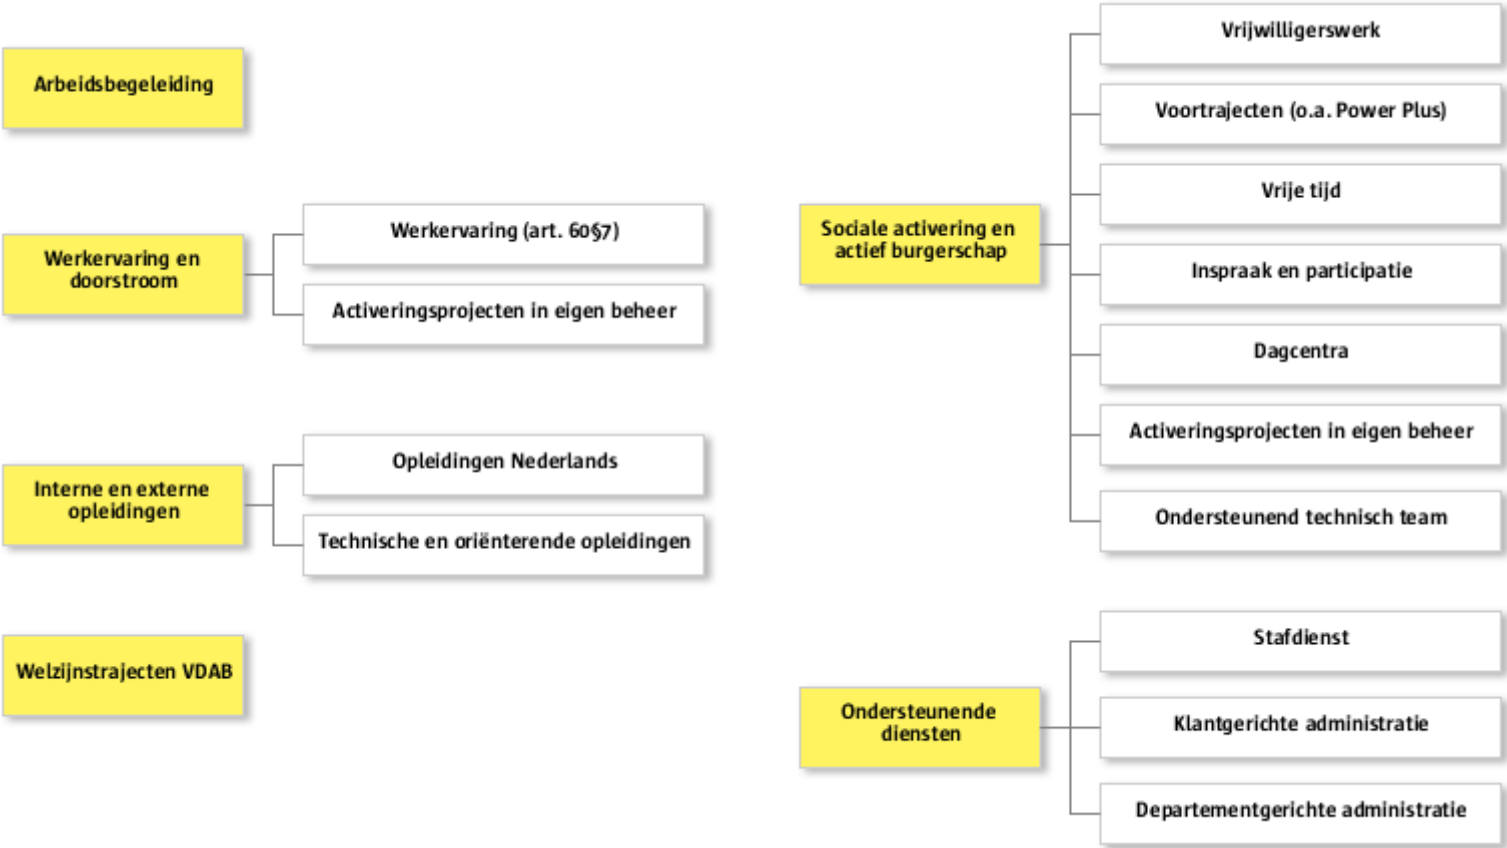 Arbeidsbegeleiding
Werkervaring en
doorstroom
Werkervaring (art. 60§7)
Activeringsprojecten in eigen beheer
Interne en externe
opleidingen
Opleidingen Nederlands
Technische en oriënterende opleidingen
Welzijnstrajecten VDAB
Sociale activering en
actief burgerschap
Vrijwilligerswerk
Voortrajecten (o.a. Power Plus)
Vrije tijd
Inspraak en participatie
Dagcentra
Activeringsprojecten in eigen beheer
Ondersteunend technisch team
Ondersteunende
diensten
Stafdienst
Klantgerichte administratie
Departementgerichte administratie